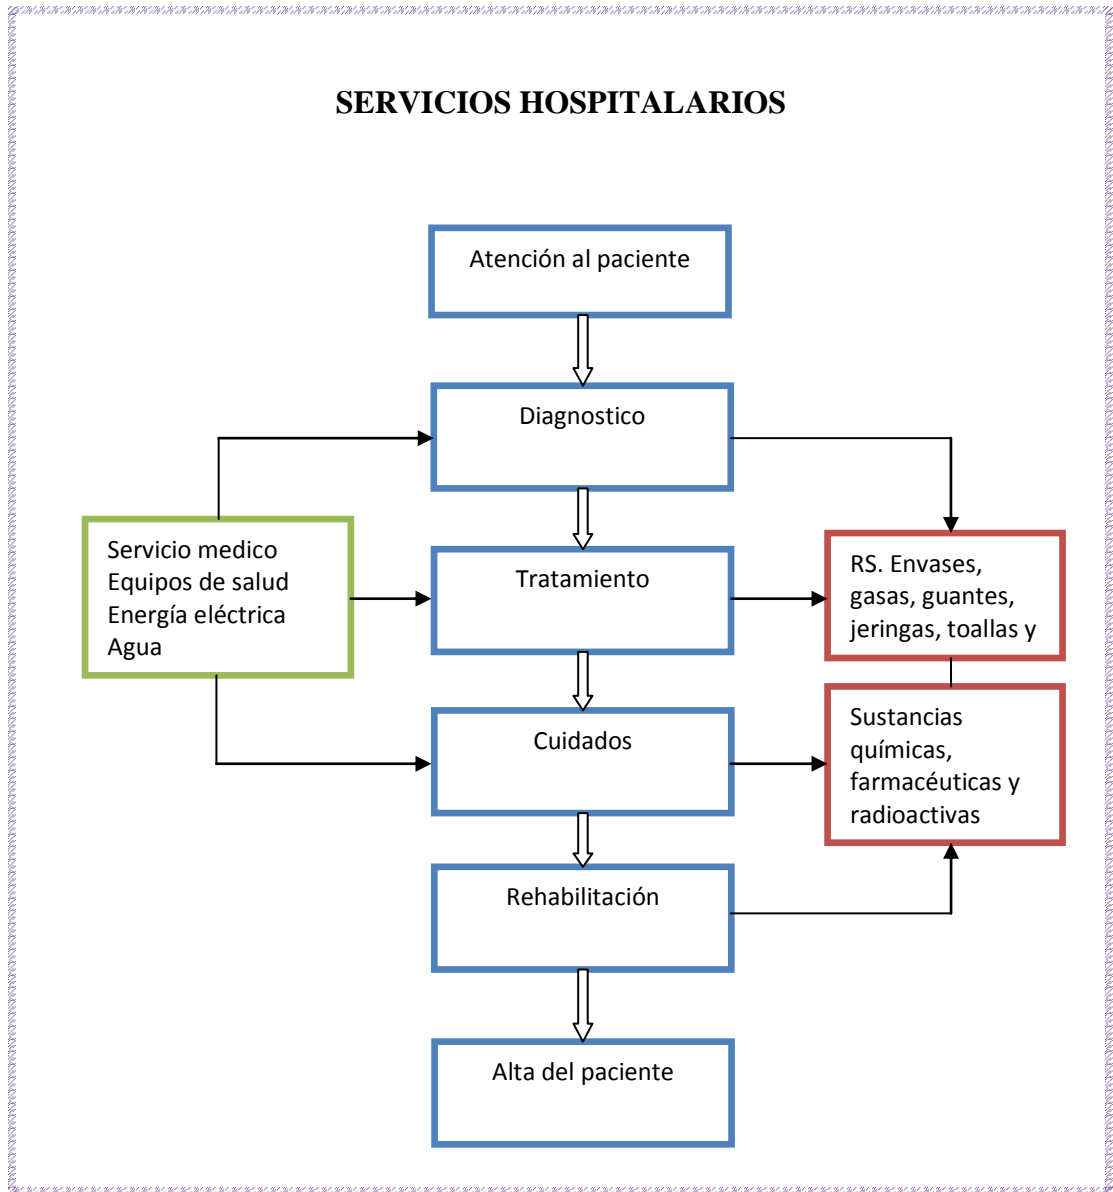 SERVICIOS HOSPITALARIOS
Atención al paciente
Diagnostico
Servicio medico
Equipos de salud
Energía eléctrica
Agua
Tratamiento
RS. Envases,
gasas, guantes,
jeringas, toallas y
Cuidados
Sustancias
químicas,
farmacéuticas y
radioactivas
Rehabilitación
Alta del paciente